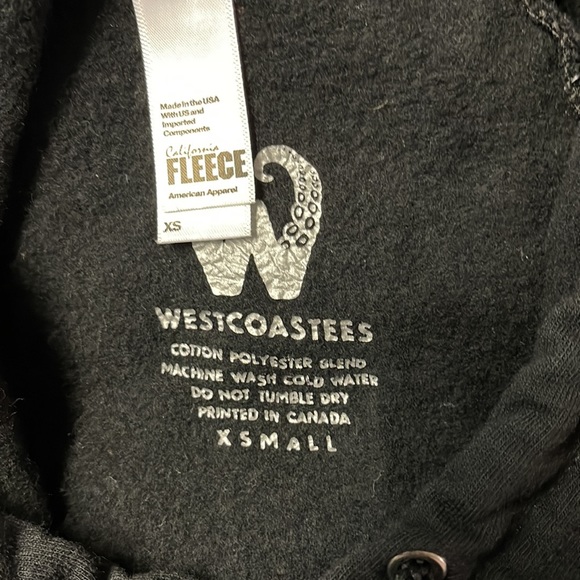 Made in the USA
With US and
Imported
Components
California
FLEECE
American Apparel
XS
WESTCOASTEES
COTTON POLYESTER BLEND
MACHINE WASH COLD WATER
DO NOT TUMBLE DRY
PRINTED IN CANADA
X SMALL